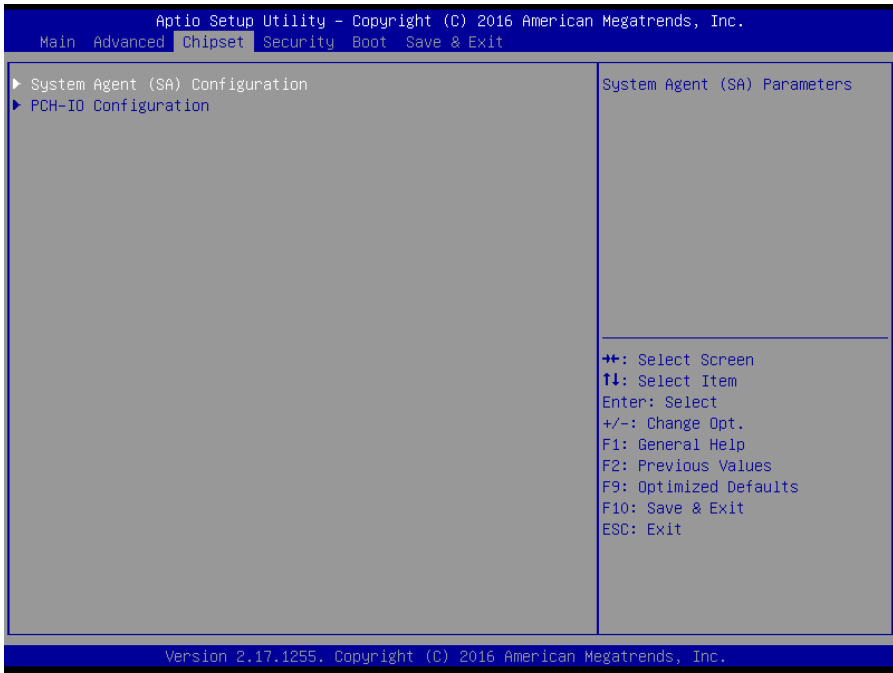 Aptio Setup Utility – Copyright (C) 2016 American Megatrends, Inc.
Main Advanced Chipset Security Boot Save & Exit
System Agent (SA) Configuration
PCH-IO Configuration
System Agent (SA) Parameters
→←: Select Screen
↑↓: Select Item
Enter: Select
+/-: Change Opt.
F1: General Help
F2: Previous Values
F9: Optimized Defaults
F10: Save & Exit
ESC: Exit
Version 2.17.1255. Copyright (C) 2016 American Megatrends, Inc.